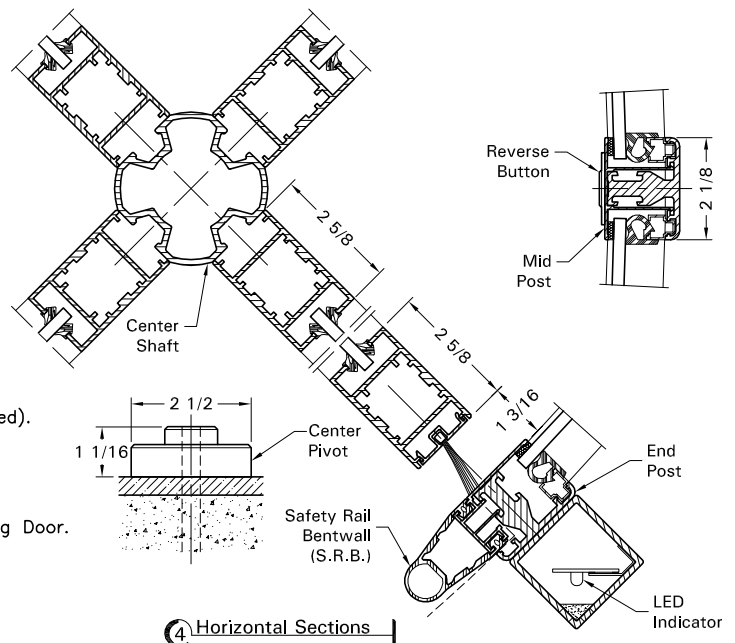 Reverse
Button
2 1/8
Mid
Post
2 5/8
Center
Shaft
2 5/8
1 3/16
ed).
2 1/2
1 1/16
Center
Pivot
End
Post
g Door.
Safety Rail
Bentwall
(S.R.B.)
LED
Indicator
4 Horizontal Sections